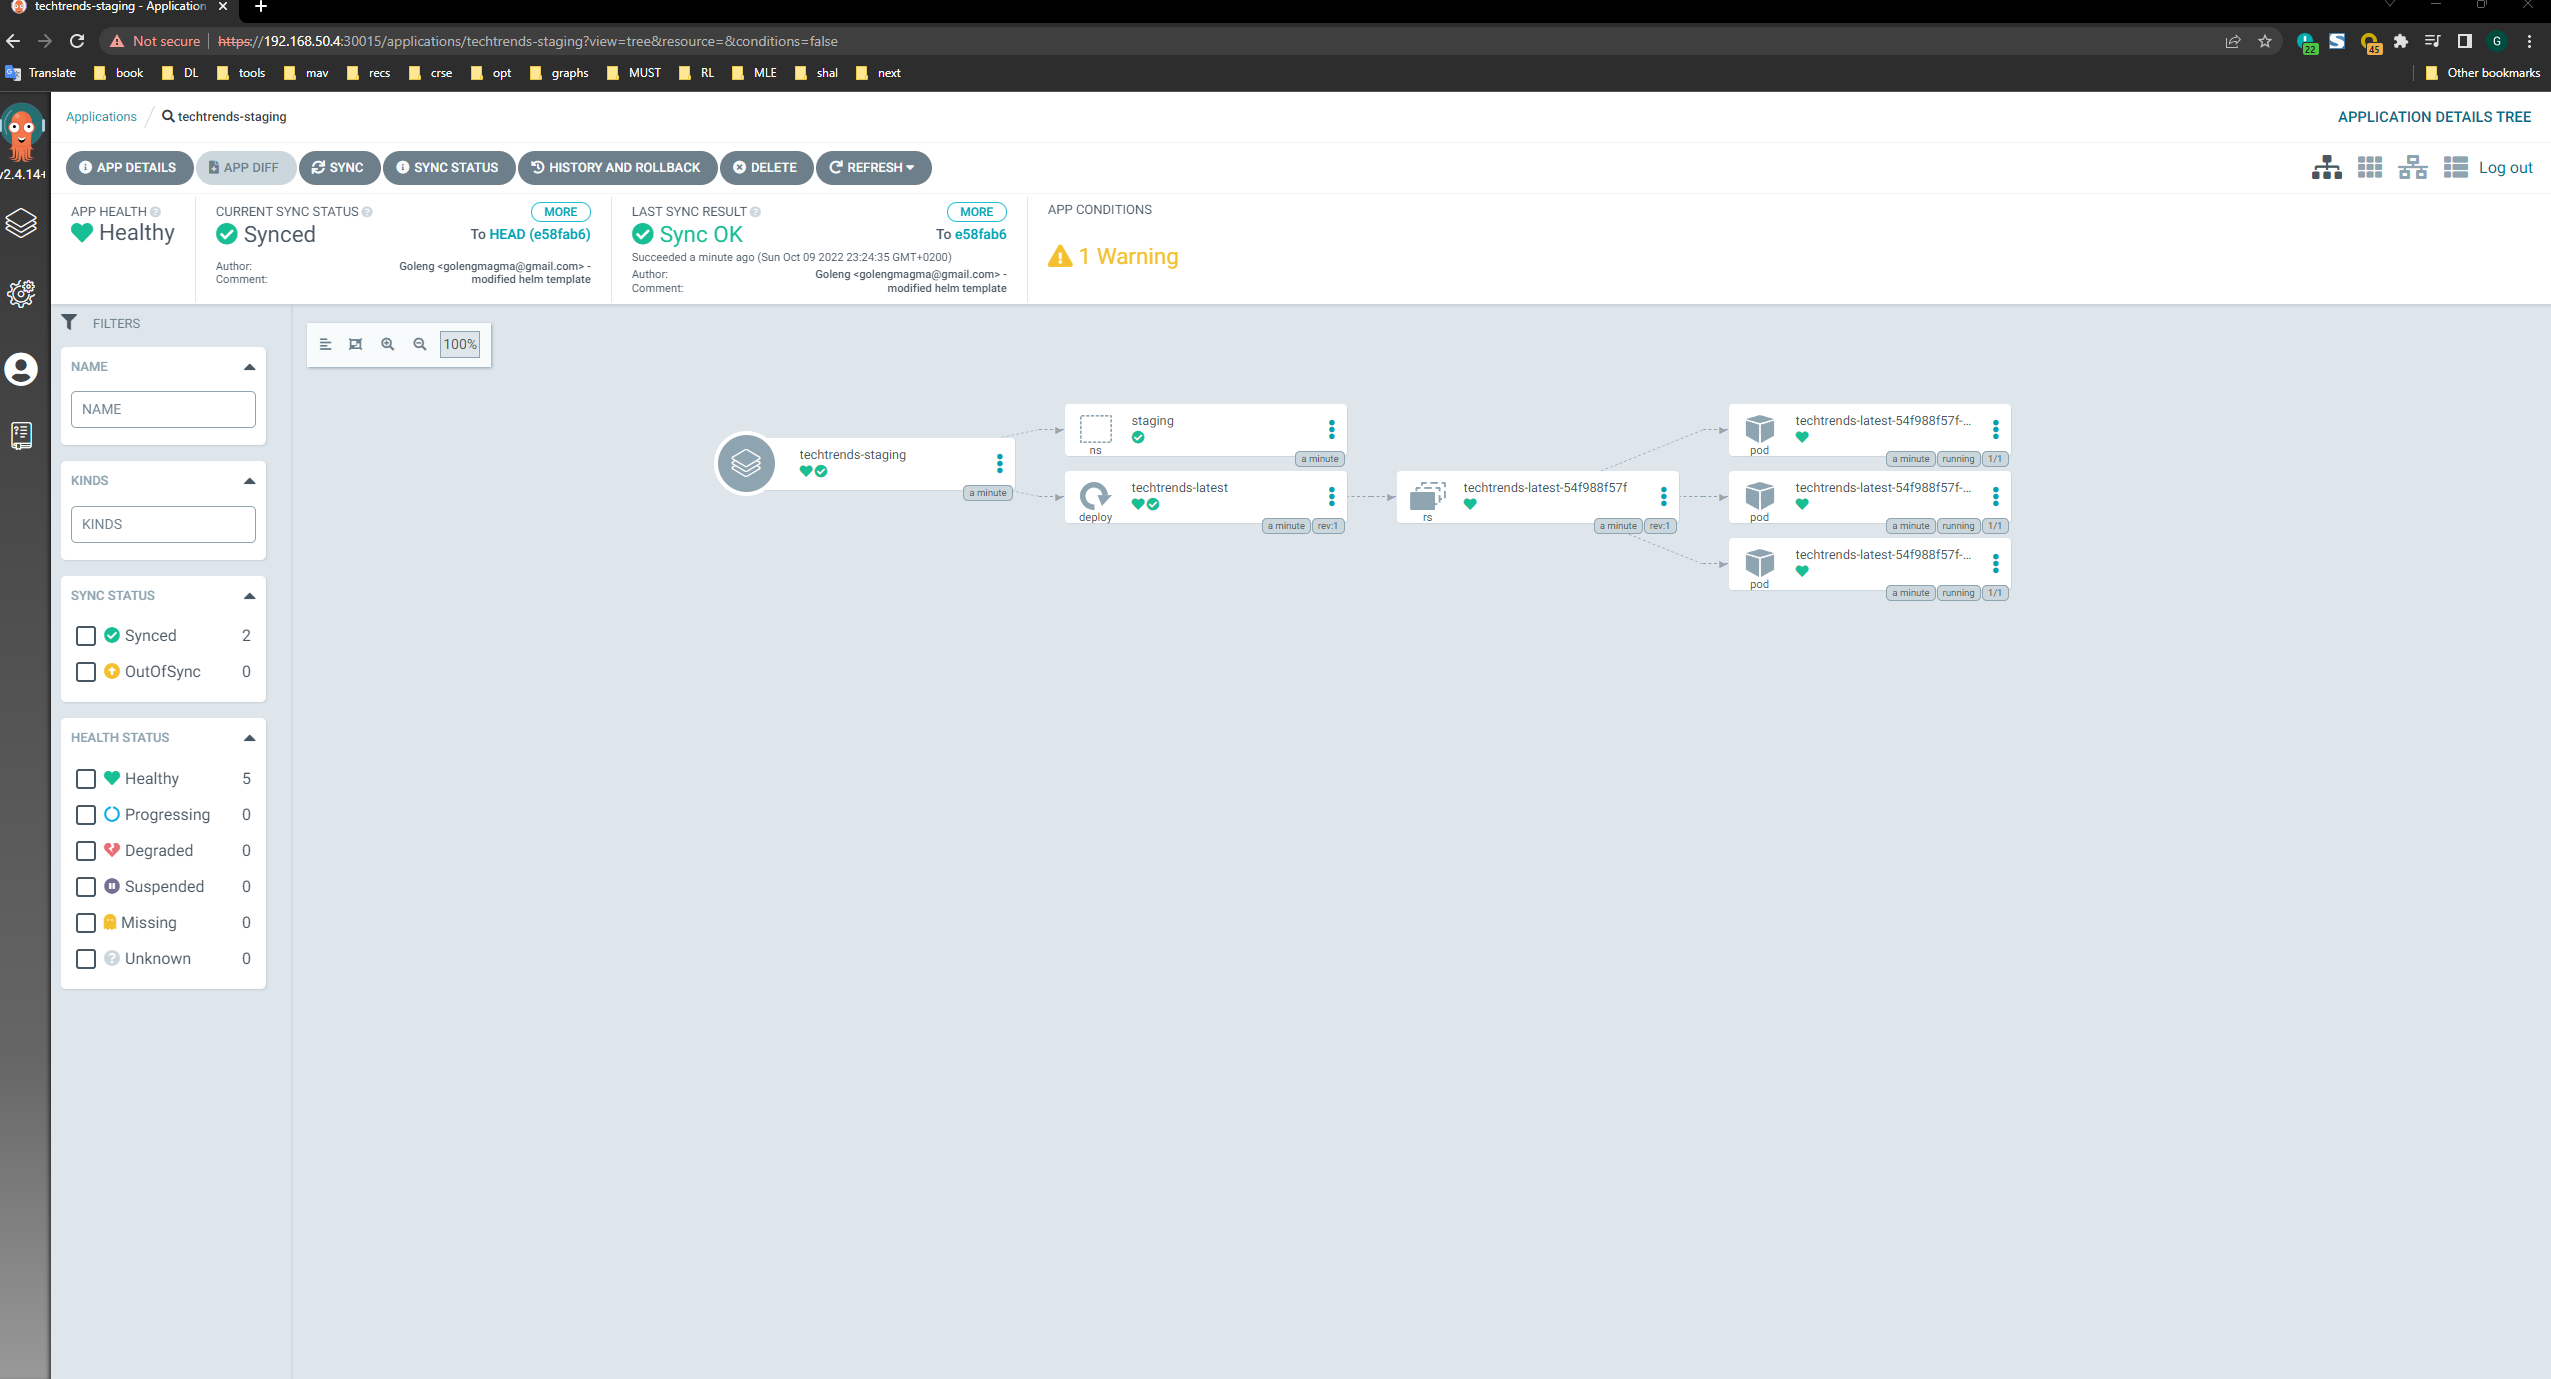 techtrends-staging - Application
Not secure | https://192.168.50.4:30015/applications/techtrends-staging?view=tree&resource=&conditions=false
22
45
G
Translate book DL tools mav recs crse opt graphs MUST RL MLE shal next Other bookmarks
Applications / techtrends-staging
APPLICATION DETAILS TREE
v2.4.14+
APP DETAILS APP DIFF SYNC SYNC STATUS HISTORY AND ROLLBACK DELETE REFRESH
Log out
APP HEALTH
Healthy
CURRENT SYNC STATUS MORE
Synced To HEAD (e58fab6)
Author: Goleng <golengmagma@gmail.com> -
Comment: modified helm template
LAST SYNC RESULT MORE
Sync OK To e58fab6
Succeeded a minute ago (Sun Oct 09 2022 23:24:35 GMT+0200)
Author: Goleng <golengmagma@gmail.com> -
Comment: modified helm template
APP CONDITIONS
1 Warning
FILTERS
NAME
NAME
KINDS
KINDS
SYNC STATUS
Synced 2
OutOfSync 0
HEALTH STATUS
Healthy 5
Progressing 0
Degraded 0
Suspended 0
Missing 0
Unknown 0
100%
techtrends-staging
a minute
staging
ns
a minute
techtrends-latest
deploy
a minute rev:1
techtrends-latest-54f988f57f
rs
a minute rev:1
techtrends-latest-54f988f57f-...
pod
a minute running 1/1
techtrends-latest-54f988f57f-...
pod
a minute running 1/1
techtrends-latest-54f988f57f-...
pod
a minute running 1/1